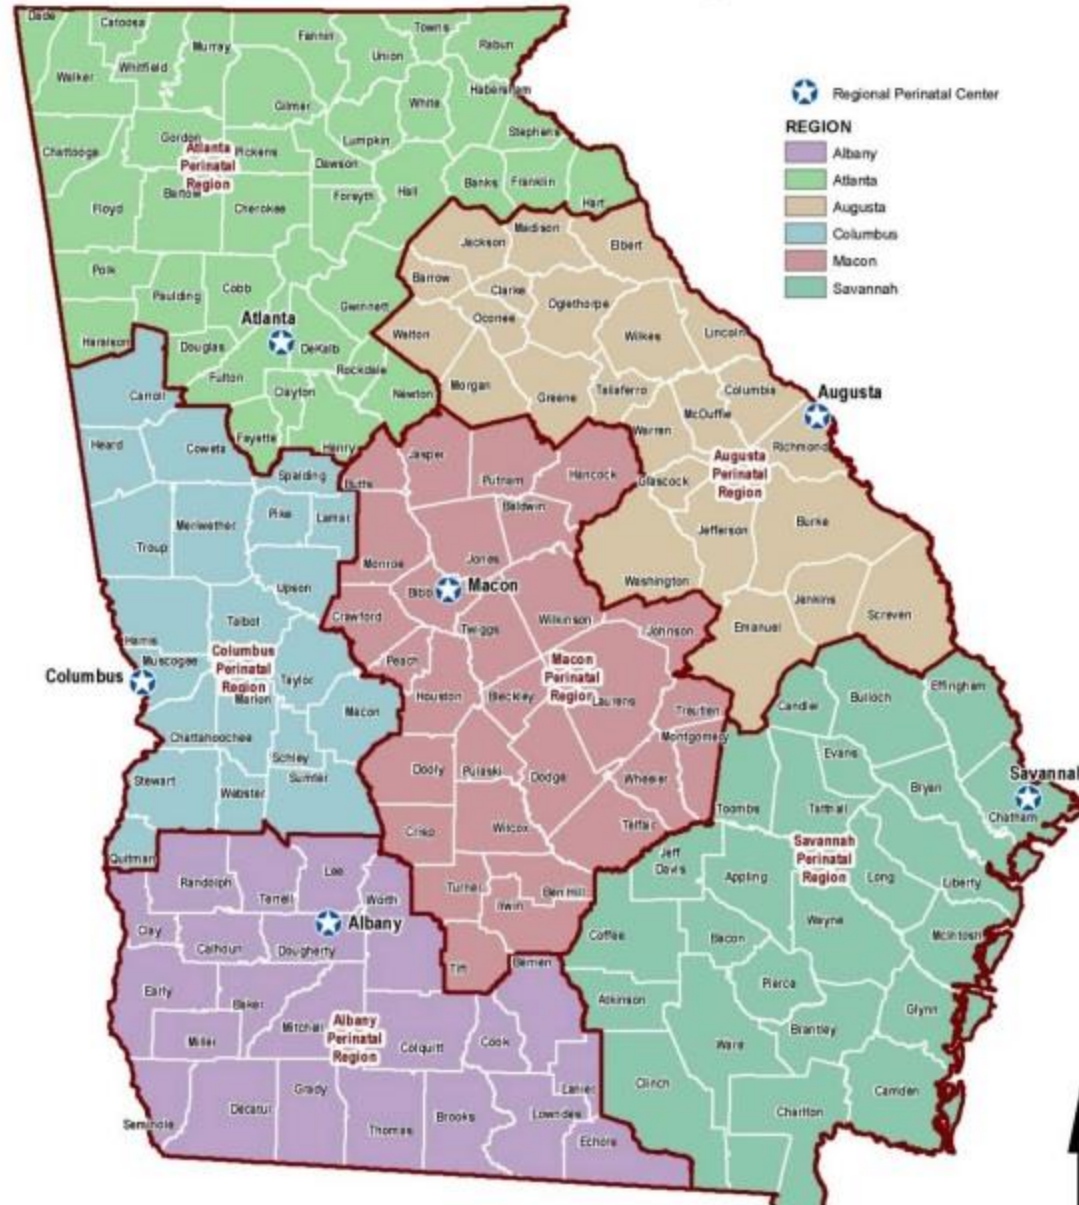 Dade
Catoosa
Fannin
Towns
Rabun
Murray
Union
Whitfield
Walker
Habersham
White
Gilmer
Stephens
Lumpkin
Gordon
Pickens
Chattooga
Dawson
Atlanta
Perinatal
Region
Banks
Franklin
Hall
Forsyth
Bartow
Hart
Floyd
Cherokee
Polk
Cobb
Paulding
Gwinnett
Atlanta
Haralson
Douglas
DeKalb
Rockdale
Fulton
Clayton
Newton
Fayette
Henry
Regional Perinatal Center
REGION
Albany
Atlanta
Augusta
Columbus
Macon
Savannah
Madison
Jackson
Elbert
Barrow
Clarke
Oglethorpe
Oconee
Walton
Wilkes
Lincoln
Morgan
Greene
Taliaferro
Columbia
Augusta
McDuffie
Warren
Richmond
Augusta
Perinatal
Region
Glascock
Jefferson
Burke
Washington
Jenkins
Screven
Emanuel
Carroll
Heard
Coweta
Spalding
Meriwether
Pike
Lamar
Troup
Upson
Talbot
Harris
Muscogee
Columbus
Columbus
Perinatal
Region
Taylor
Marion
Macon
Chattahoochee
Schley
Stewart
Sumter
Webster
Quitman
Jasper
Butts
Putnam
Hancock
Baldwin
Monroe
Jones
Bibb
Macon
Crawford
Twiggs
Wilkinson
Johnson
Peach
Macon
Perinatal
Region
Houston
Bleckley
Laurens
Treutlen
Montgomery
Dooly
Pulaski
Dodge
Wheeler
Crisp
Wilcox
Telfair
Turner
Irwin
Ben Hill
Tift
Candler
Bulloch
Effingham
Evans
Bryan
Savannah
Chatham
Toombs
Tattnall
Savannah
Perinatal
Region
Jeff
Davis
Appling
Long
Liberty
Wayne
Coffee
Bacon
McIntosh
Pierce
Atkinson
Glynn
Brantley
Ware
Clinch
Camden
Charlton
Randolph
Lee
Terrell
Worth
Albany
Clay
Calhoun
Dougherty
Berrien
Early
Baker
Mitchell
Albany
Perinatal
Region
Miller
Colquitt
Cook
Grady
Lanier
Decatur
Seminole
Thomas
Brooks
Lowndes
Echols